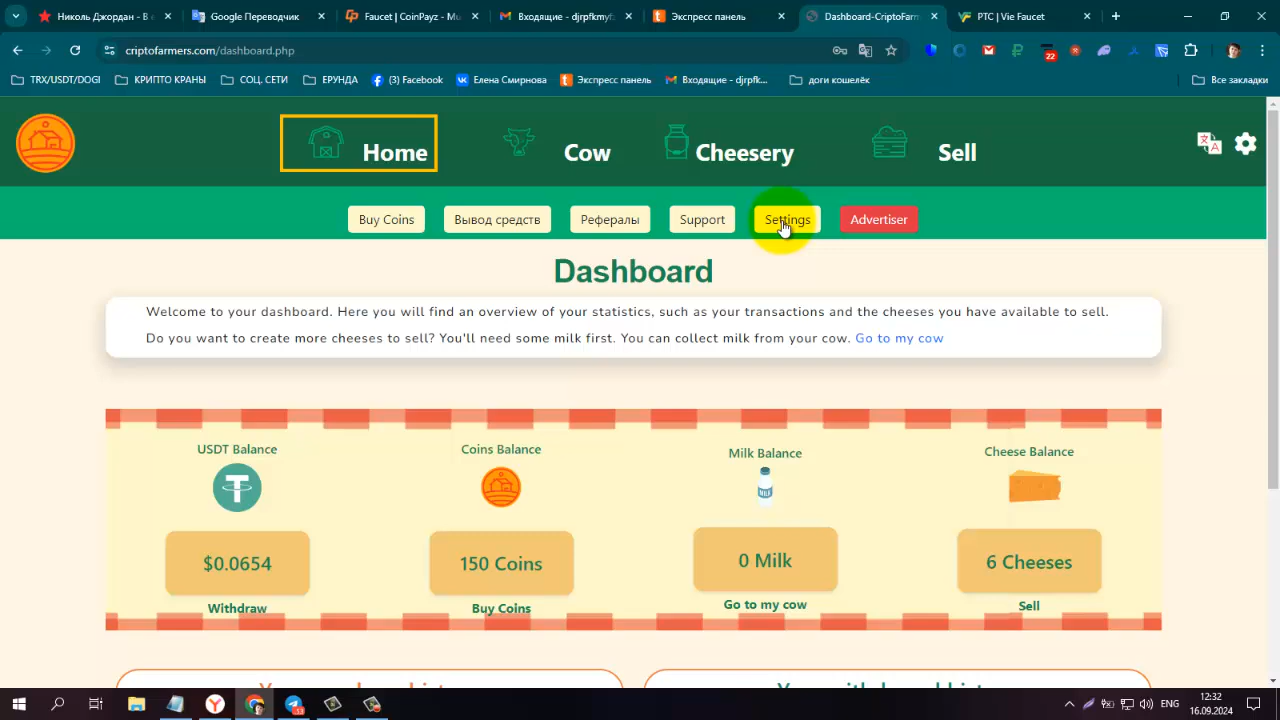 Николь Джордан - В е
Google Переводчик
Faucet | CoinPayz - Mu
Входящие - djrpfkmyfz
Экспресс панель
Dashboard-CriptoFarm
PTC | Vie Faucet
criptofarmers.com/dashboard.php
22
TRX/USDT/DOGI
КРИПТО КРАНЫ
СОЦ. СЕТИ
ЕРУНДА
(3) Facebook
Елена Смирнова
Экспресс панель
Входящие - djrpfk...
доги кошелёк
Все закладки
Home
Cow
Cheesery
Sell
Buy Coins
Вывод средств
Рефералы
Support
Settings
Advertiser
Dashboard
Welcome to your dashboard. Here you will find an overview of your statistics, such as your transactions and the cheeses you have available to sell.
Do you want to create more cheeses to sell? You'll need some milk first. You can collect milk from your cow. Go to my cow
USDT Balance
Coins Balance
Milk Balance
Cheese Balance
MILK
$0.0654
150 Coins
0 Milk
6 Cheeses
Withdraw
Buy Coins
Go to my cow
Sell
ENG
12:32
16.09.2024